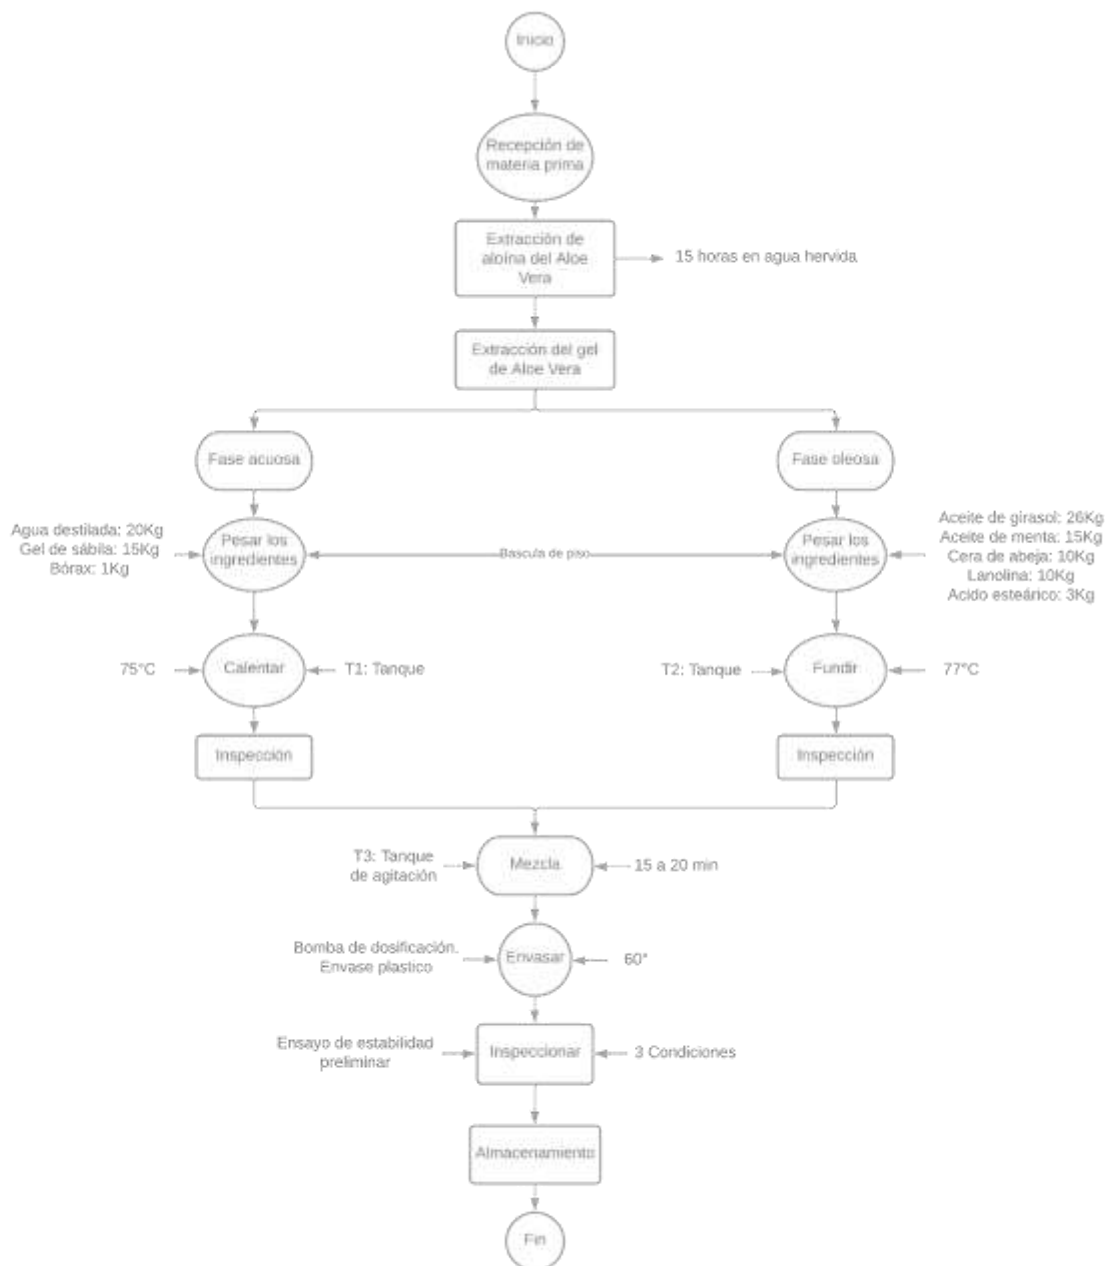 Inicio
Recepción de
materia prima
Extracción de
aloína del Aloe
Vera
15 horas en agua hervida
Extracción del gel
de Aloe Vera
Fase acuosa
Fase oleosa
Agua destilada: 20Kg
Gel de sábila: 15Kg
Bórax: 1Kg
Pesar los
ingredientes
Bascula de piso
Pesar los
ingredientes
Aceite de girasol: 26Kg
Aceite de menta: 15Kg
Cera de abeja: 10Kg
Lanolina: 10Kg
Acido esteárico: 3Kg
75°C
Calentar
T1: Tanque
T2: Tanque
Fundir
77°C
Inspección
Inspección
T3: Tanque
de agitación
Mezcla
15 a 20 min
Bomba de dosificación.
Envase plastico
Envasar
60°
Ensayo de estabilidad
preliminar
Inspeccionar
3 Condiciones
Almacenamiento
Fin